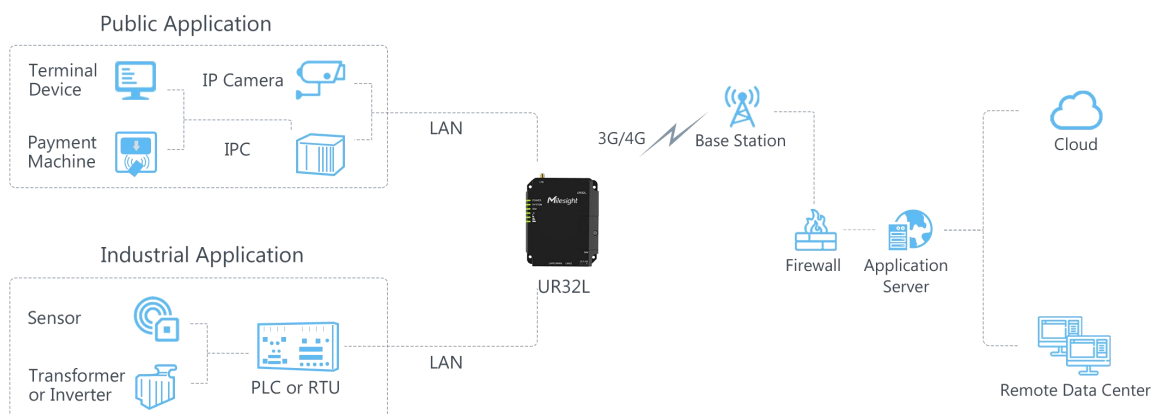 Public Application
Terminal
Device
IP Camera
Payment
Machine
IPC
LAN
3G/4G
Base Station
Cloud
Milesight
UR32L
Firewall
Application
Server
Industrial Application
Sensor
Transformer
or Inverter
PLC or RTU
LAN
Remote Data Center